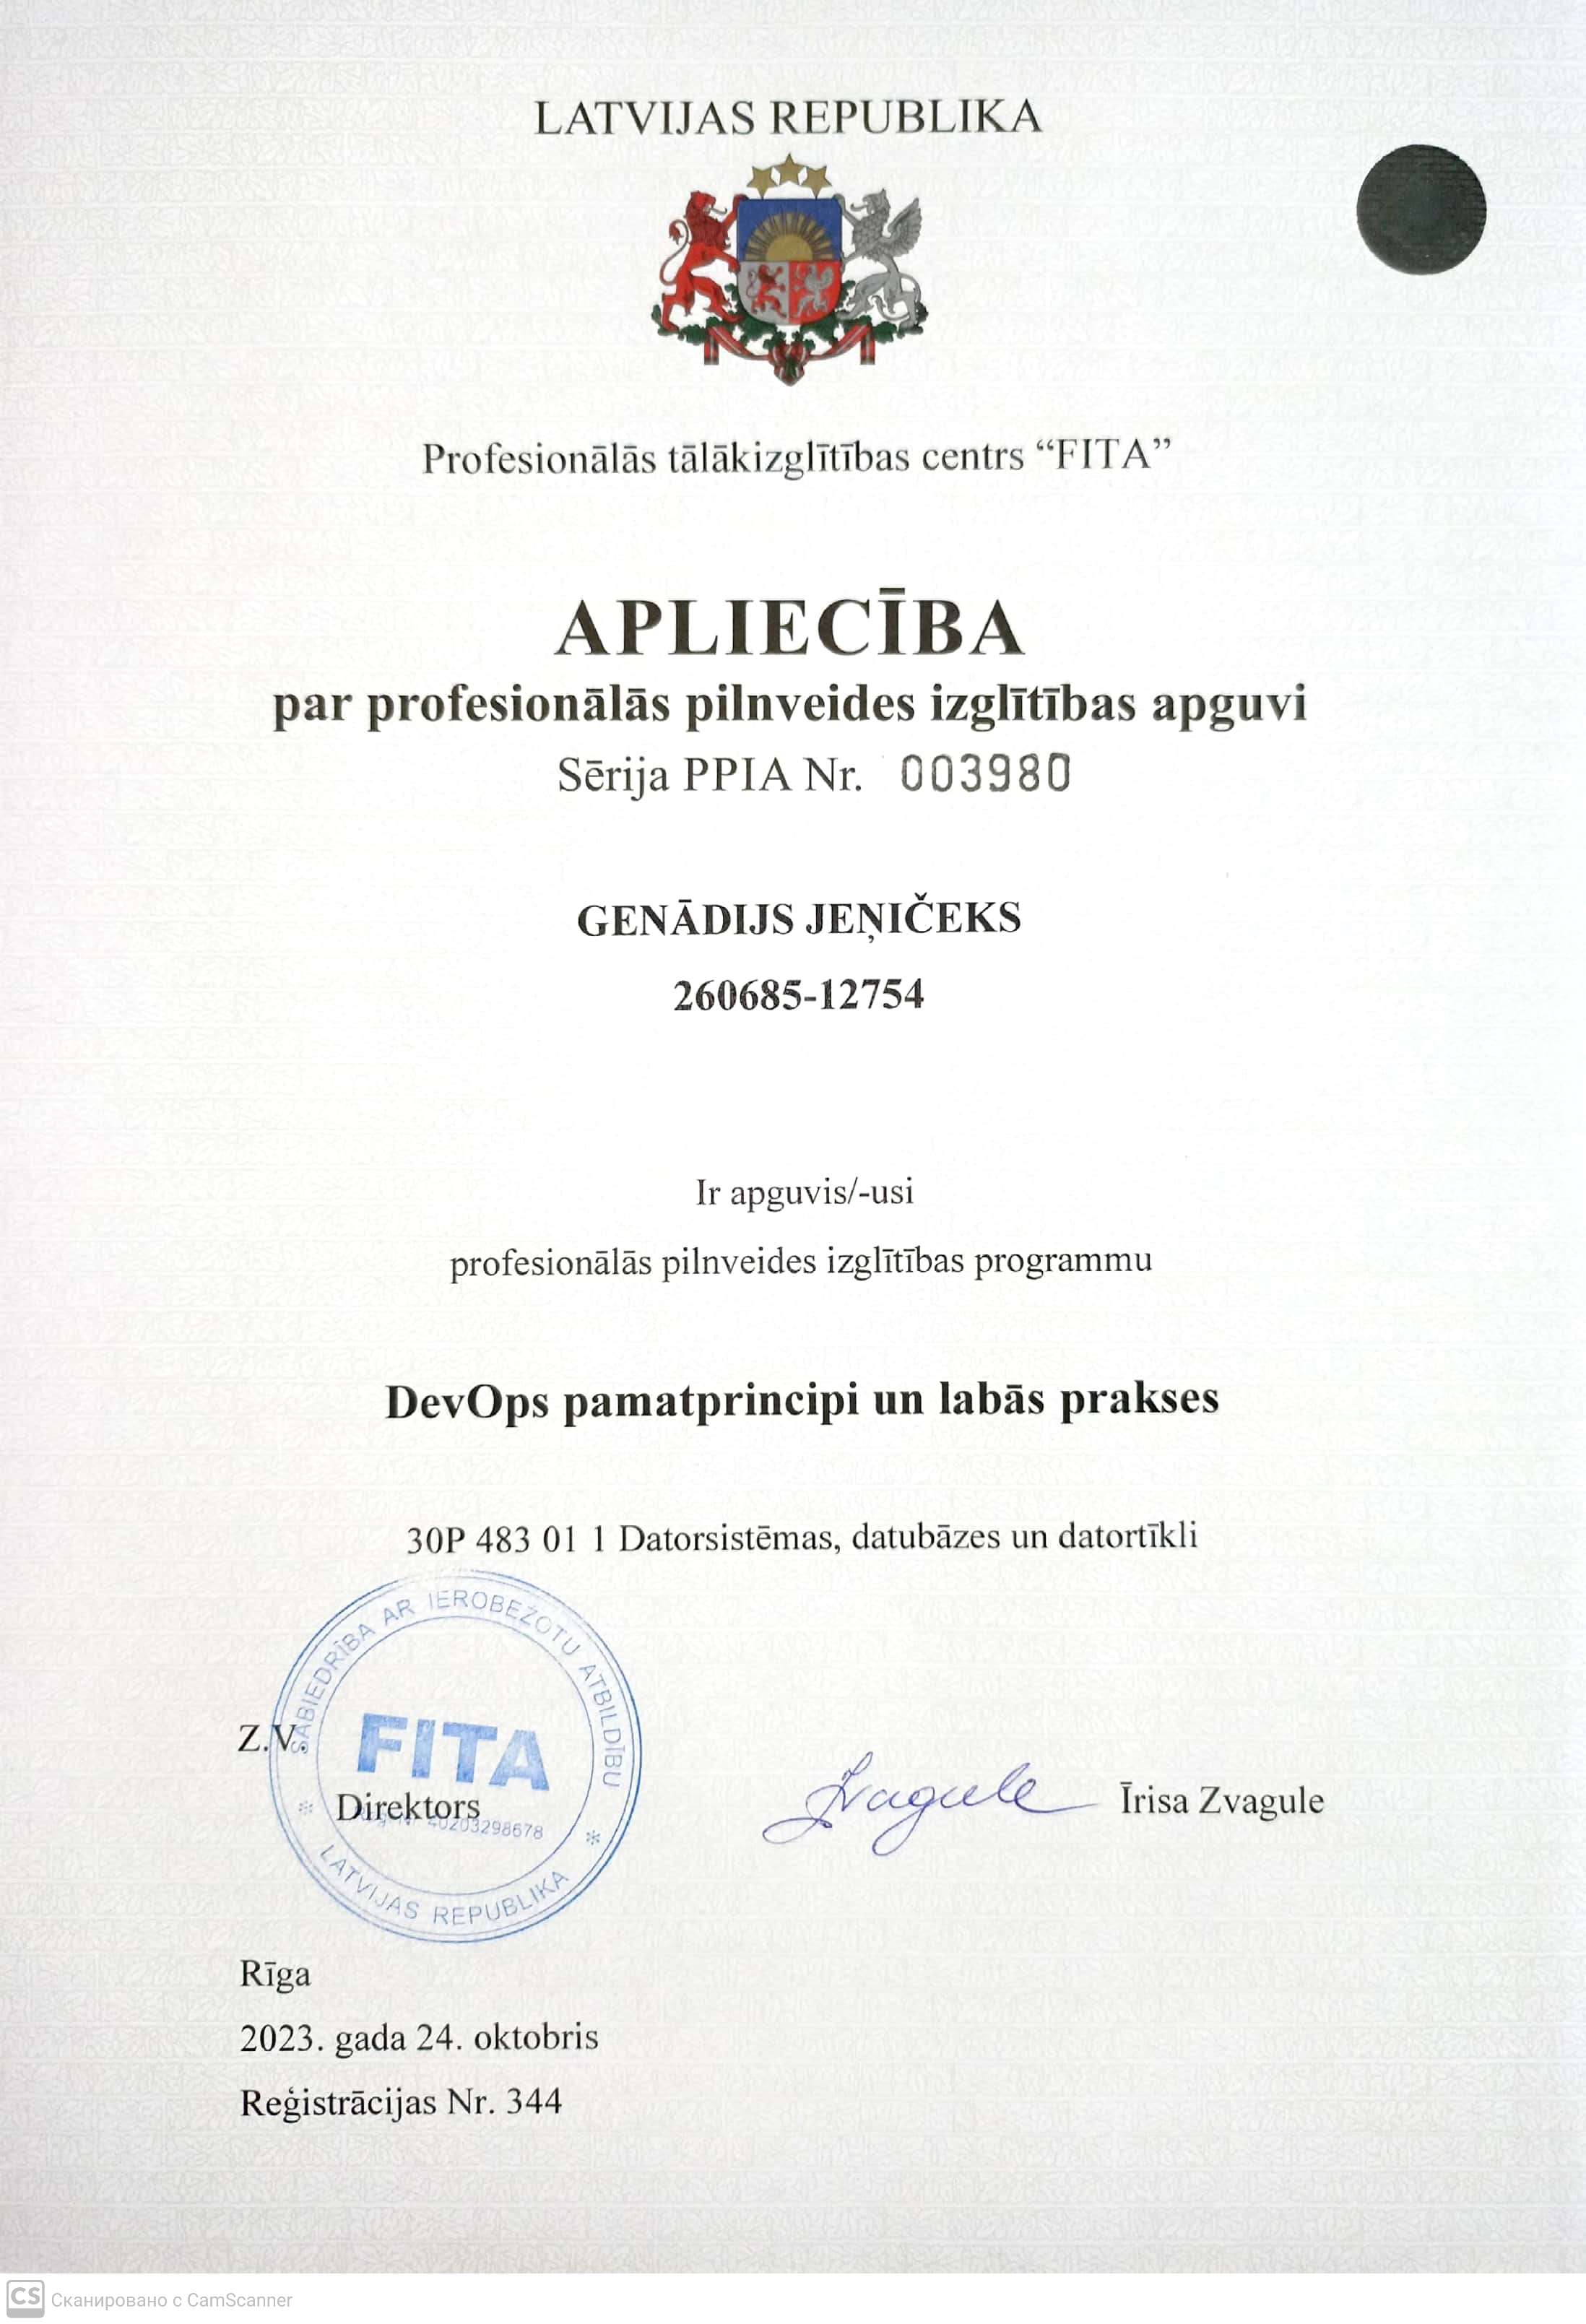 LATVIJAS REPUBLIKA
Profesionālās tālākizglītības centrs “FITA”
APLIECĪBA
par profesionālās pilnveides izglītības apguvi
Sērija PPIA Nr. 003980
GENĀDIJS JEŅIČEKS
260685-12754
Ir apguvis/-usi
profesionālās pilnveides izglītības programmu
DevOps pamatprincipi un labās prakses
30P 483 01 1 Datorsistēmas, datubāzes un datortīkli
SABIEDRĪBA AR IEROBEŽOTU ATBILDĪBU
FITA
Z.V.
Direktors
40203298678
LATVIJAS REPUBLIKA
Zvagule
Īrisa Zvagule
Rīga
2023. gada 24. oktobris
Reģistrācijas Nr. 344
CS Сканировано с CamScanner